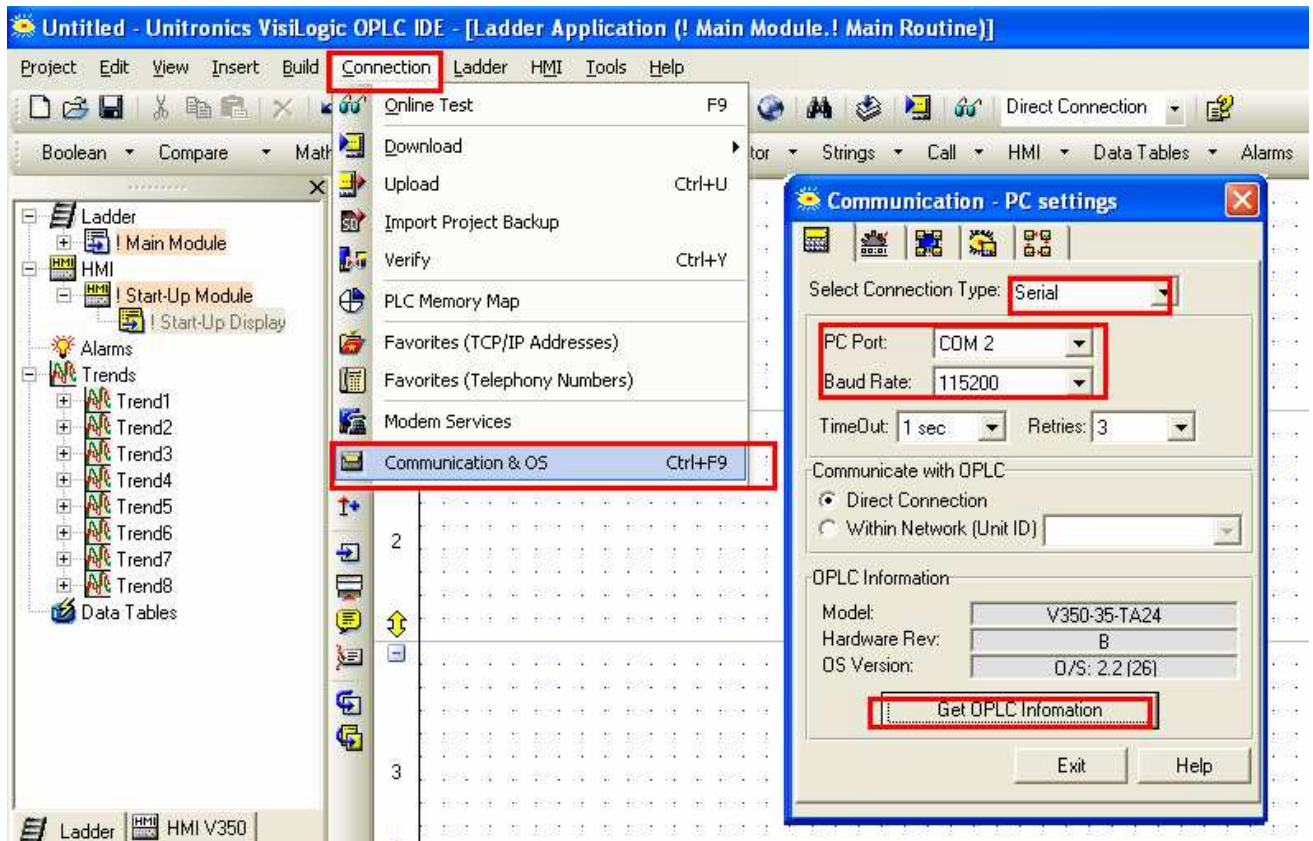 Untitled - Unitronics VisiLogic OPLC IDE - [Ladder Application (! Main Module.! Main Routine)]
Project Edit View Insert Build Connection Ladder HMI Tools Help
Direct Connection
Boolean Compare Math tor Strings Call HMI Data Tables Alarms
Online Test F9
Download
Upload Ctrl+U
Import Project Backup
Verify Ctrl+Y
PLC Memory Map
Favorites (TCP/IP Addresses)
Favorites (Telephony Numbers)
Modem Services
Communication & OS Ctrl+F9
Ladder
! Main Module
HMI
! Start-Up Module
! Start-Up Display
Alarms
Trends
Trend1
Trend2
Trend3
Trend4
Trend5
Trend6
Trend7
Trend8
Data Tables
Ladder HMI V350
2
3
Communication - PC settings
Select Connection Type: Serial
PC Port: COM 2
Baud Rate: 115200
TimeOut: 1 sec Retries: 3
Communicate with OPLC
Direct Connection
Within Network (Unit ID)
OPLC Information
Model: V350-35-TA24
Hardware Rev: B
OS Version: O/S: 2.2 (26)
Get OPLC Infomation
Exit Help